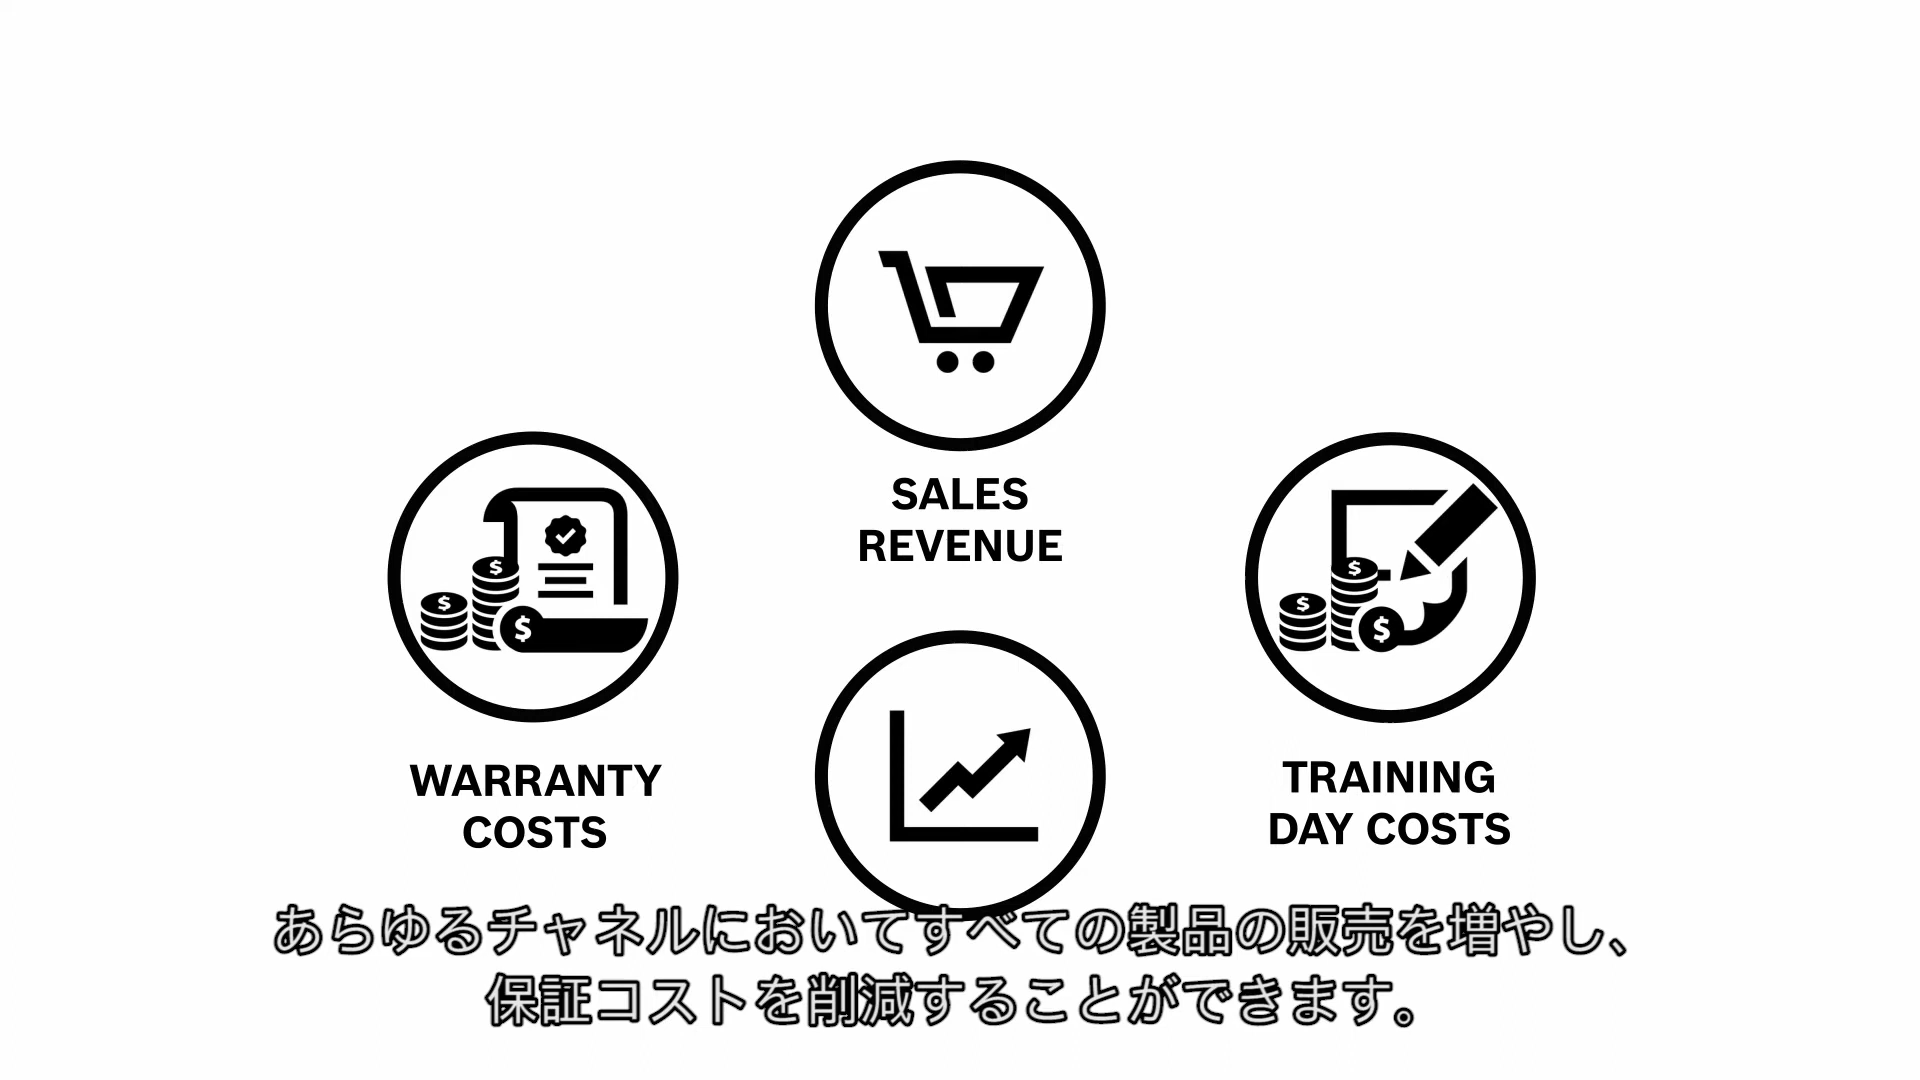 SALES
REVENUE
WARRANTY
COSTS
TRAINING
DAY COSTS
あらゆるチャネルにおいてすべての製品の販売を増やし、
保証コストを削減することができます。